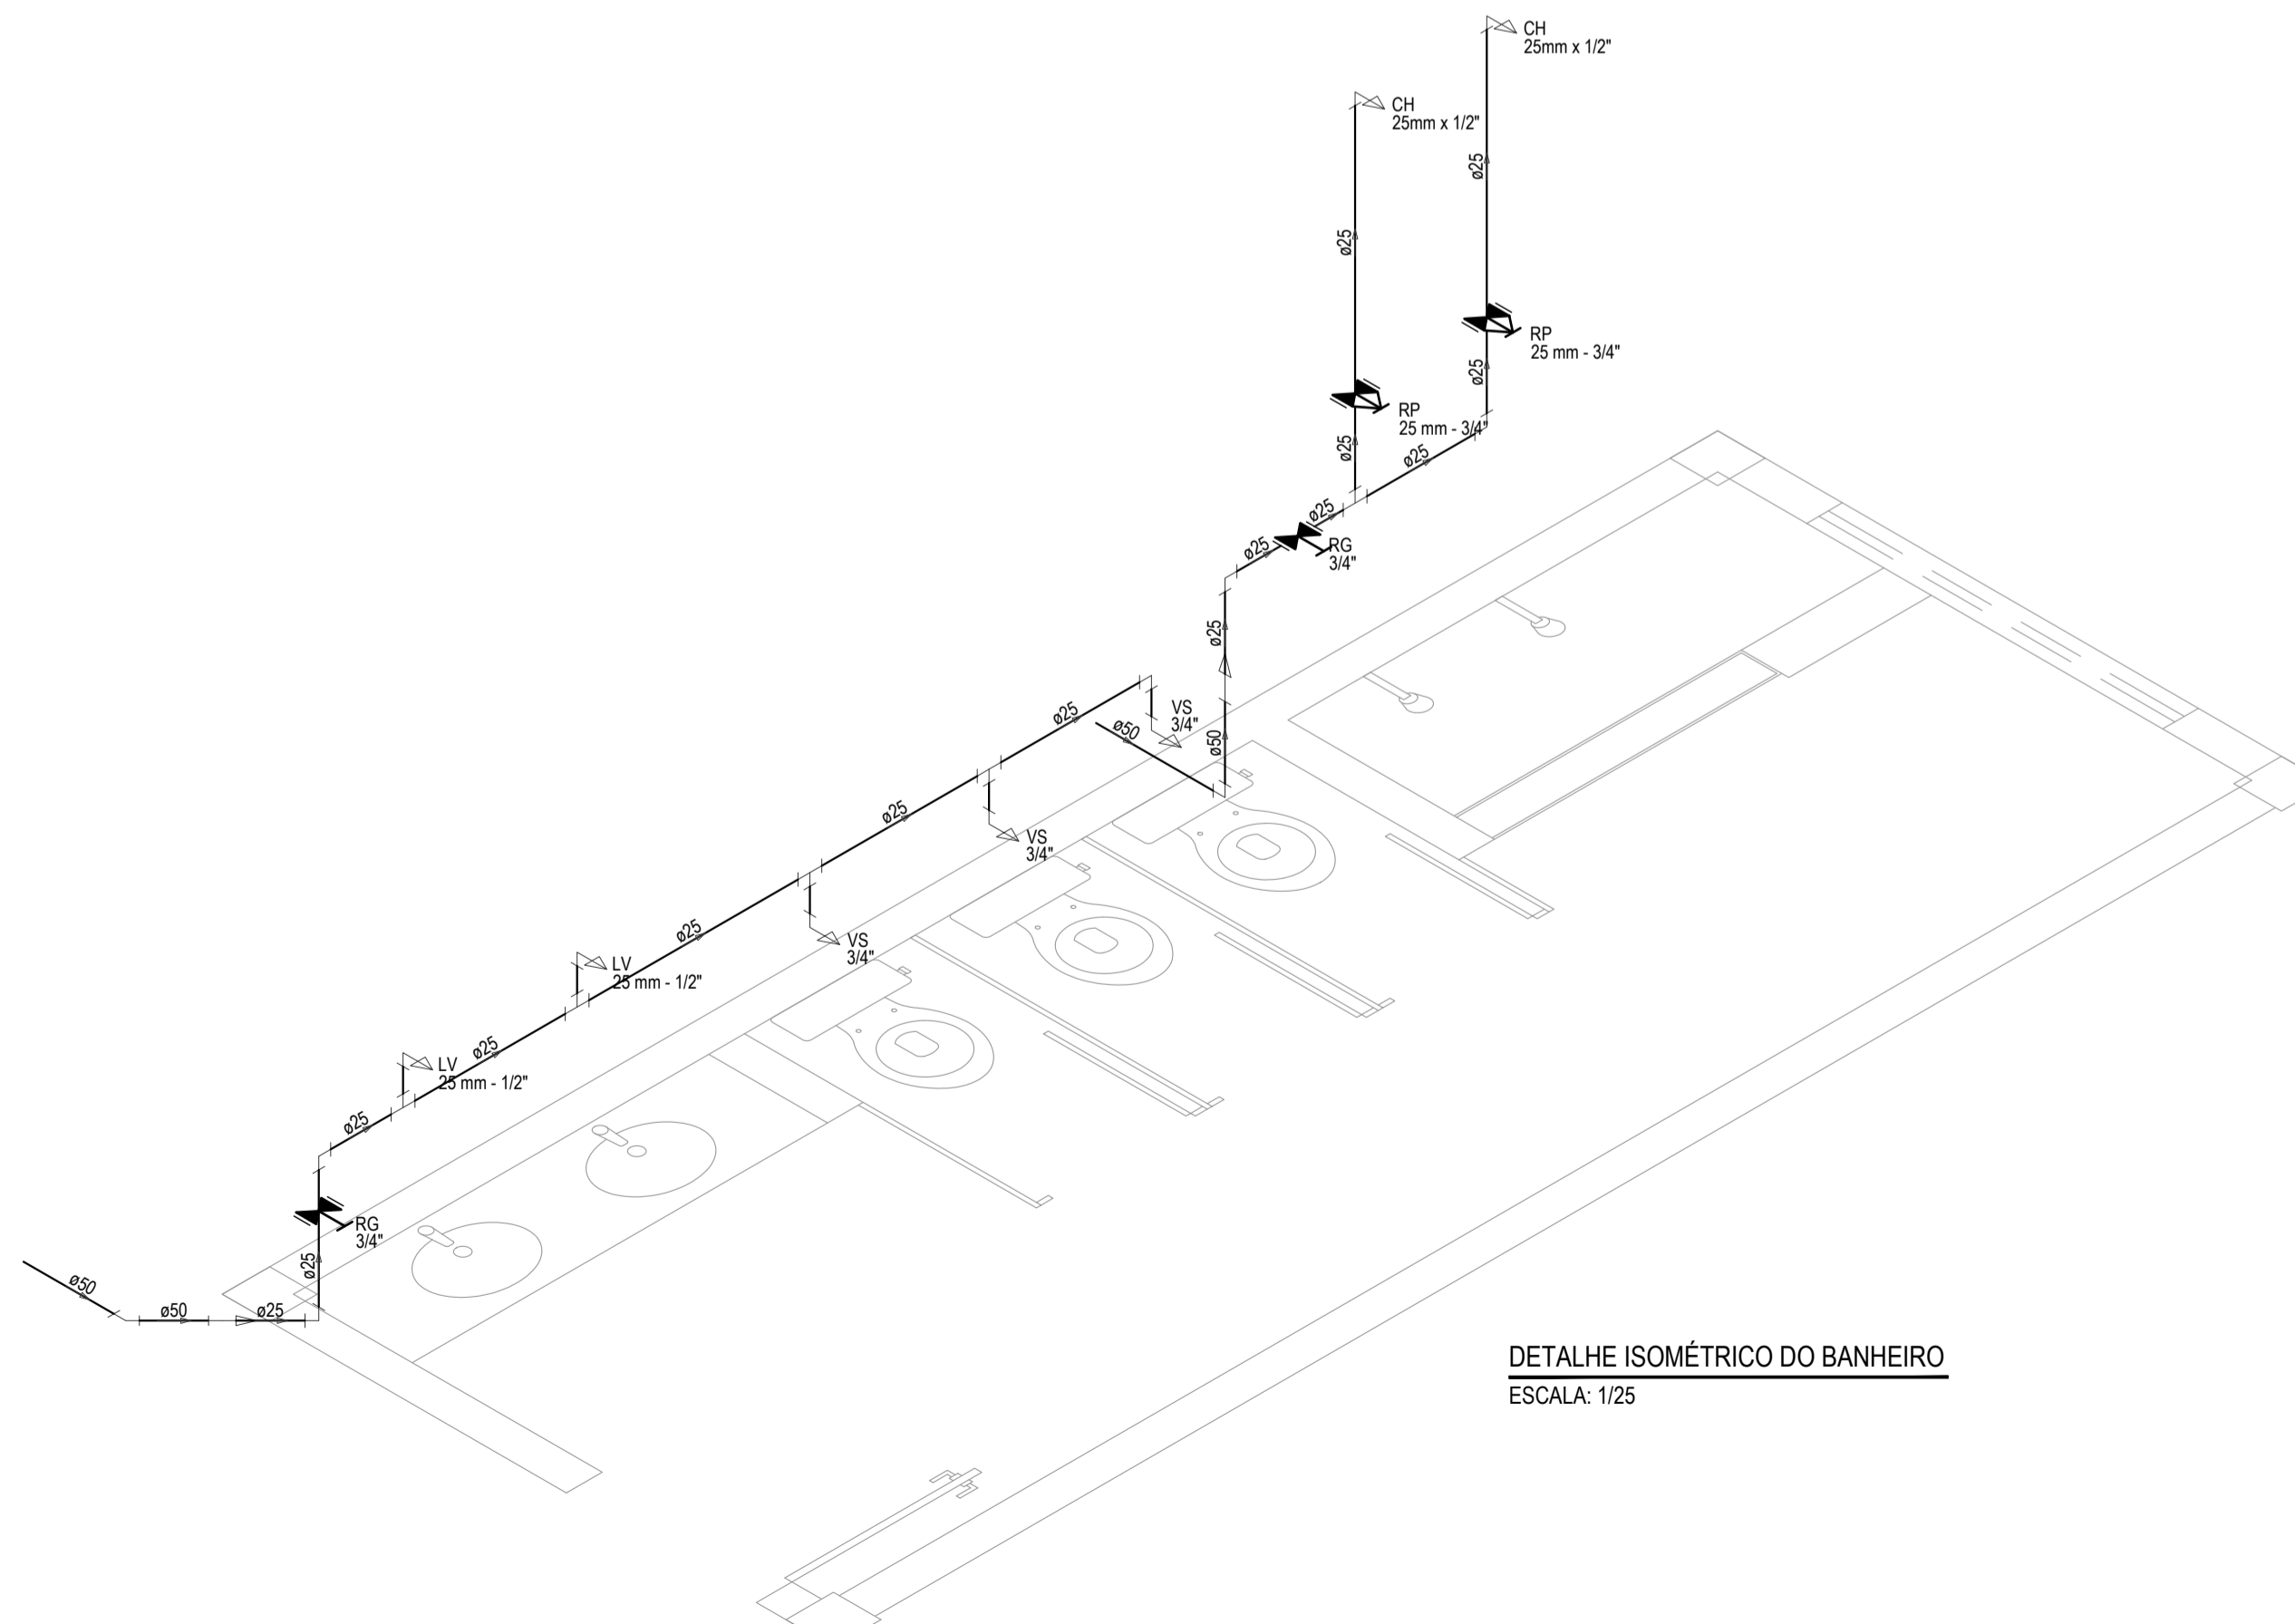 CH
25mm x 1/2"
CH
25mm x 1/2"
ø25
ø25
RP
25 mm - 3/4"
ø25
RP
25 mm - 3/4"
ø25
ø25
ø25
ø25
RG
3/4"
ø25
ø25
VS
3/4"
ø50
ø50
ø25
VS
3/4"
ø25
VS
3/4"
LV
25 mm - 1/2"
ø25
LV
25 mm - 1/2"
ø25
RG
3/4"
ø25
ø50
ø50
ø25
DETALHE ISOMÉTRICO DO BANHEIRO
ESCALA: 1/25